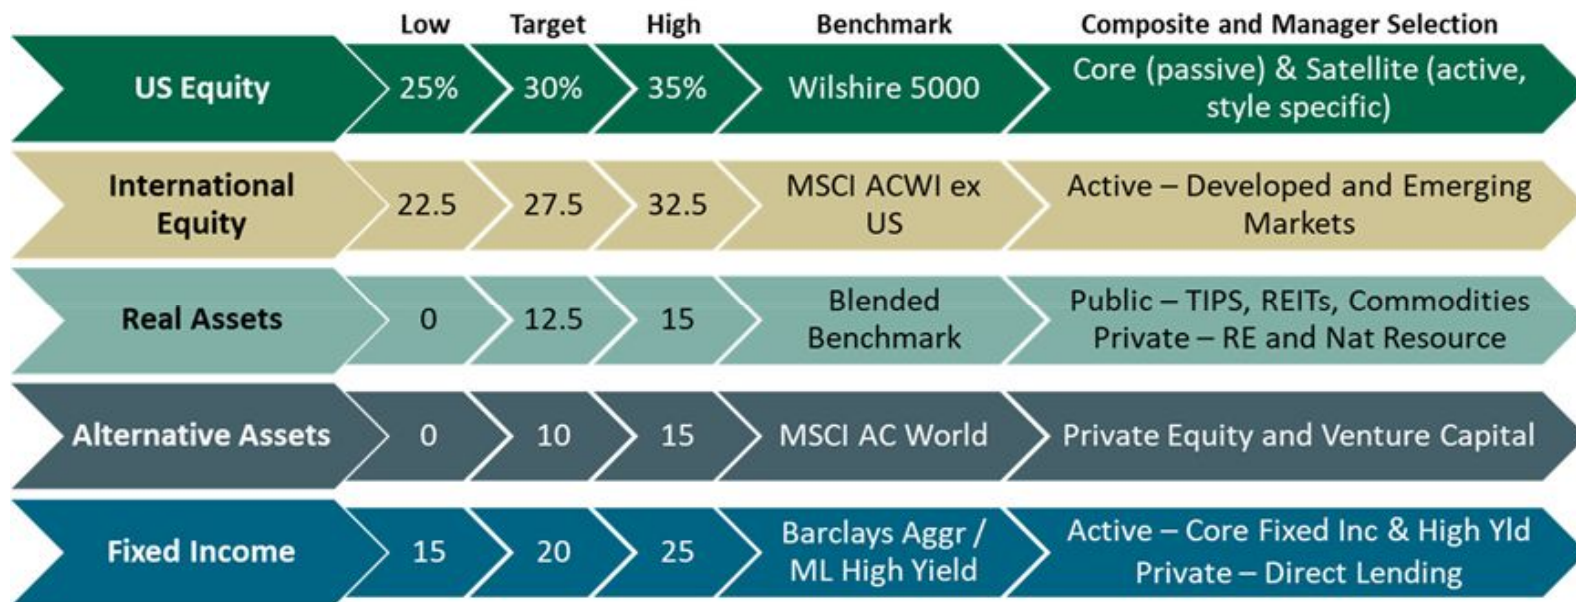 Low Target High Benchmark Composite and Manager Selection
US Equity 25% 30% 35% Wilshire 5000 Core (passive) & Satellite (active,
style specific)
International
Equity 22.5 27.5 32.5 MSCI ACWI ex
US Active – Developed and Emerging
Markets
Real Assets 0 12.5 15 Blended
Benchmark Public – TIPS, REITs, Commodities
Private – RE and Nat Resource
Alternative Assets 0 10 15 MSCI AC World Private Equity and Venture Capital
Fixed Income 15 20 25 Barclays Aggr /
ML High Yield Active – Core Fixed Inc & High Yld
Private – Direct Lending